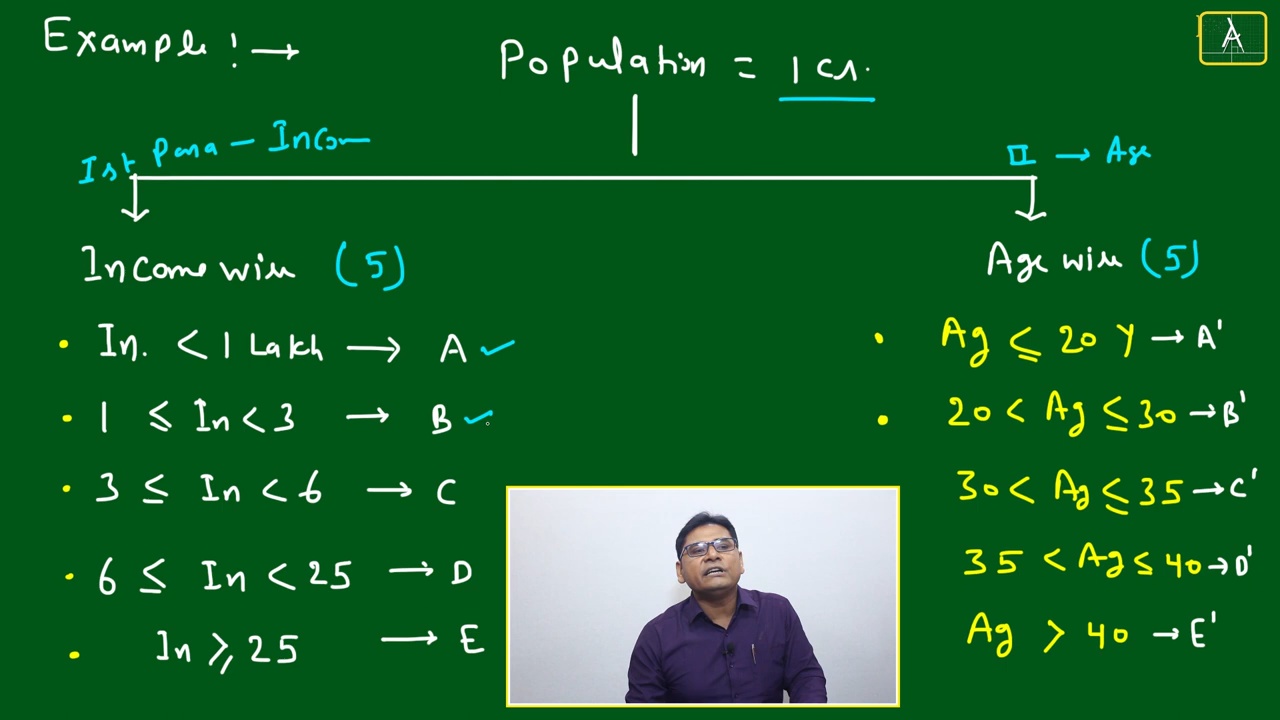 Example! →
Population = 1 cr.
Ist Para - Incom
II → Age
Income wise (5)
Age wise (5)
• In. < 1 Lakh → A ✓
• 1 ≤ In < 3 → B ✓
• 3 ≤ In < 6 → C
• 6 ≤ In < 25 → D
• In ≥ 25 → E
• Ag ≤ 20 Y → A'
• 20 < Ag ≤ 30 → B'
30 < Ag ≤ 35 → C'
35 < Ag ≤ 40 → D'
Ag > 40 → E'
A